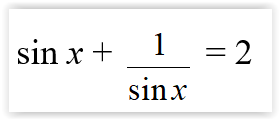 sin x + 1/sin x = 2